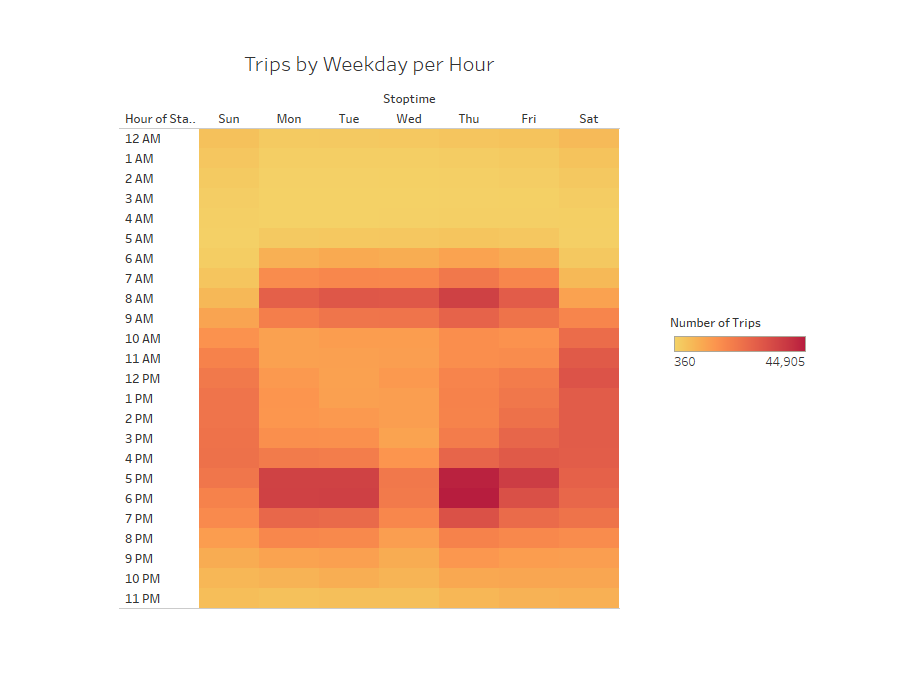 Trips by Weekday per Hour
Stoptime
Hour of Sta.. Sun Mon Tue Wed Thu Fri Sat
12 AM
1 AM
2 AM
3 AM
4 AM
5 AM
6 AM
7 AM
8 AM
9 AM
10 AM
11 AM
12 PM
1 PM
2 PM
3 PM
4 PM
5 PM
6 PM
7 PM
8 PM
9 PM
10 PM
11 PM
Number of Trips
360 44,905